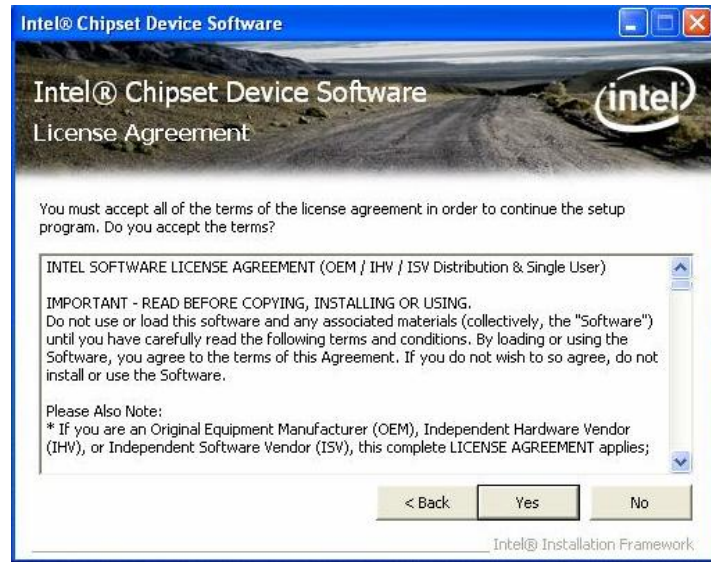 Intel® Chipset Device Software
Intel® Chipset Device Software
intel
License Agreement
You must accept all of the terms of the license agreement in order to continue the setup
program. Do you accept the terms?
INTEL SOFTWARE LICENSE AGREEMENT (OEM / IHV / ISV Distribution & Single User)
IMPORTANT - READ BEFORE COPYING, INSTALLING OR USING.
Do not use or load this software and any associated materials (collectively, the "Software")
until you have carefully read the following terms and conditions. By loading or using the
Software, you agree to the terms of this Agreement. If you do not wish to so agree, do not
install or use the Software.
Please Also Note:
* If you are an Original Equipment Manufacturer (OEM), Independent Hardware Vendor
(IHV), or Independent Software Vendor (ISV), this complete LICENSE AGREEMENT applies;
< Back Yes No
Intel® Installation Framework